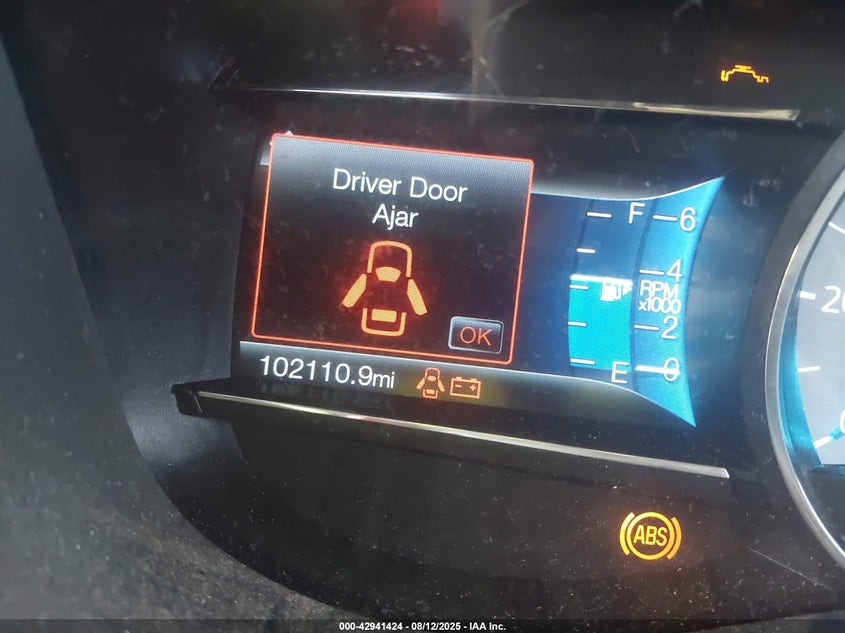 Driver Door
Ajar
OK
102110.9mi
F
6
4
RPM
x1000
2
E
0
ABS
000-42941424 - 08/12/2025 - IAA Inc.